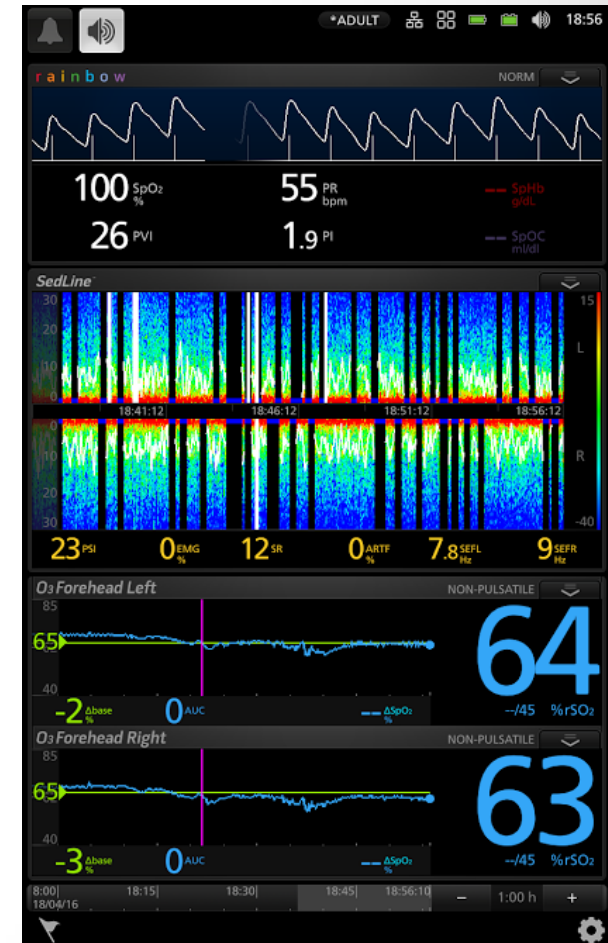 *ADULT 18:56
rainbow NORM
100 SpO₂ % 55 PR bpm -- SpHb g/dL
26 PVI 1.9 PI -- SpOC ml/dl
SedLine
30 15
20
10 L
0
18:41:12 18:46:12 18:51:12 18:56:12
0
10 R
20
30 -40
23 PSI 0 EMG % 12 SR 0 ARTF % 7.8 SEFL Hz 9 SEFR Hz
O₃ Forehead Left NON-PULSATILE
85
65 64
40
-2 Δbase % 0 AUC -- ΔSpO₂ % --/45 %rSO₂
O₃ Forehead Right NON-PULSATILE
85
65 63
40
-3 Δbase % 0 AUC -- ΔSpO₂ % --/45 %rSO₂
8:00 18:15 18:30 18:45 18:56:10 − 1:00 h +
18/04/16